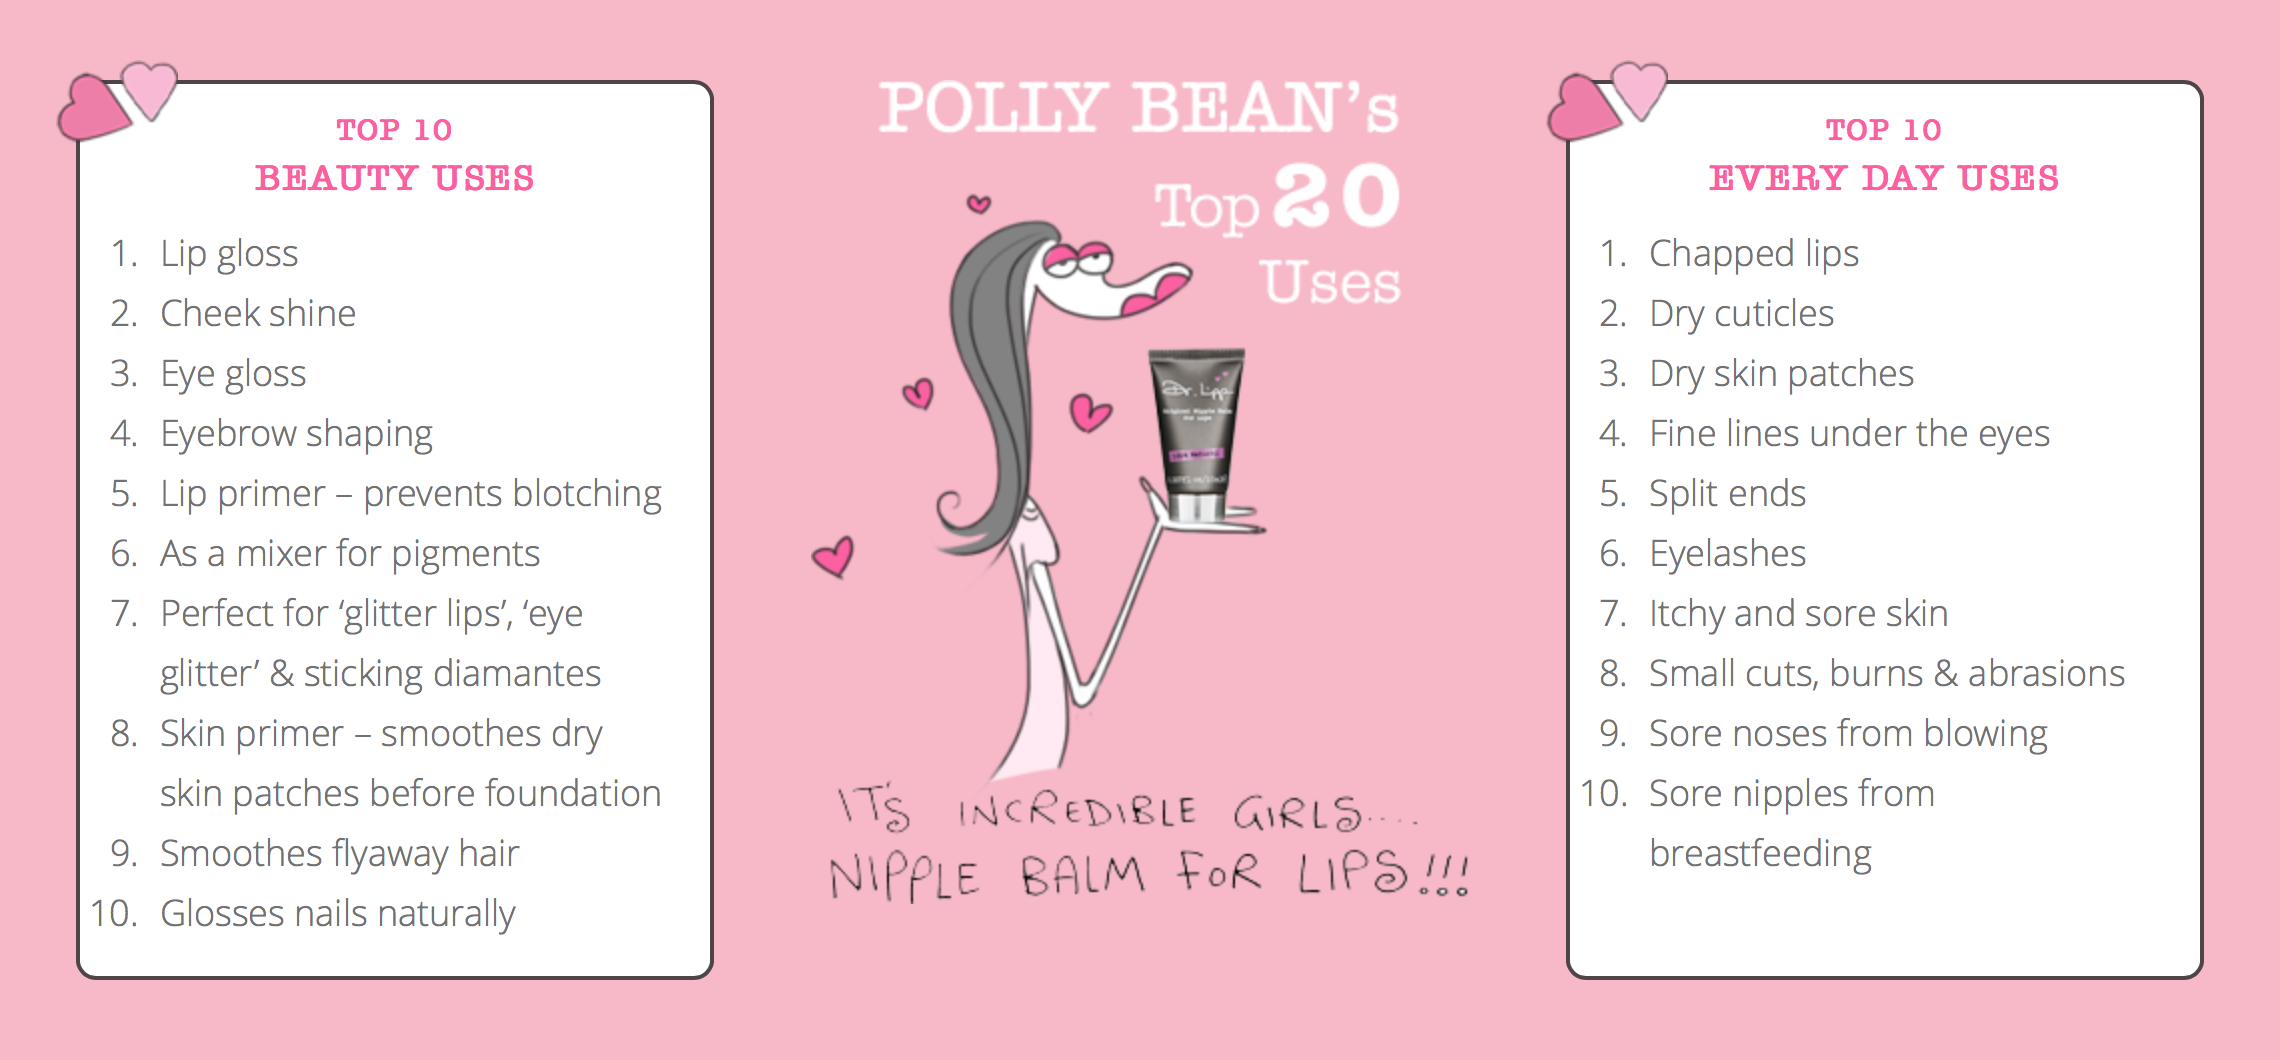 TOP 10
BEAUTY USES
1. Lip gloss
2. Cheek shine
3. Eye gloss
4. Eyebrow shaping
5. Lip primer – prevents blotching
6. As a mixer for pigments
7. Perfect for ‘glitter lips’, ‘eye
glitter’ & sticking diamantes
8. Skin primer – smoothes dry
skin patches before foundation
9. Smoothes flyaway hair
10. Glosses nails naturally
POLLY BEAN’s
Top 20
Uses
Dr. Lipp
Original Nipple Balm
for Lips
IT'S INCREDIBLE GIRLS....
NIPPLE BALM FOR LIPS!!!
TOP 10
EVERY DAY USES
1. Chapped lips
2. Dry cuticles
3. Dry skin patches
4. Fine lines under the eyes
5. Split ends
6. Eyelashes
7. Itchy and sore skin
8. Small cuts, burns & abrasions
9. Sore noses from blowing
10. Sore nipples from
breastfeeding